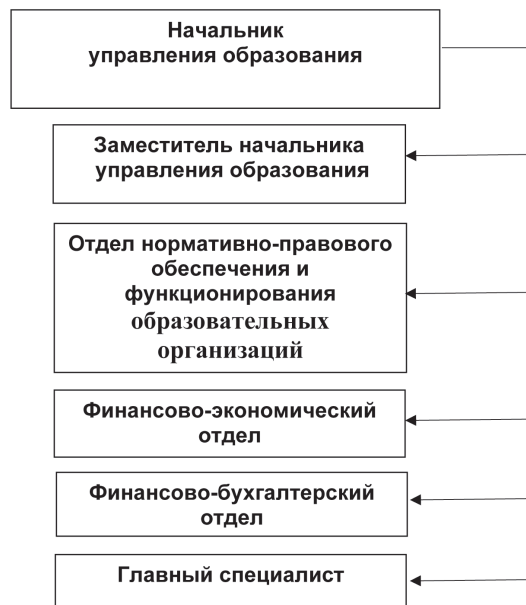 Начальник
управления образования
Заместитель начальника
управления образования
Отдел нормативно-правового
обеспечения и
функционирования
образовательных
организаций
Финансово-экономический
отдел
Финансово-бухгалтерский
отдел
Главный специалист